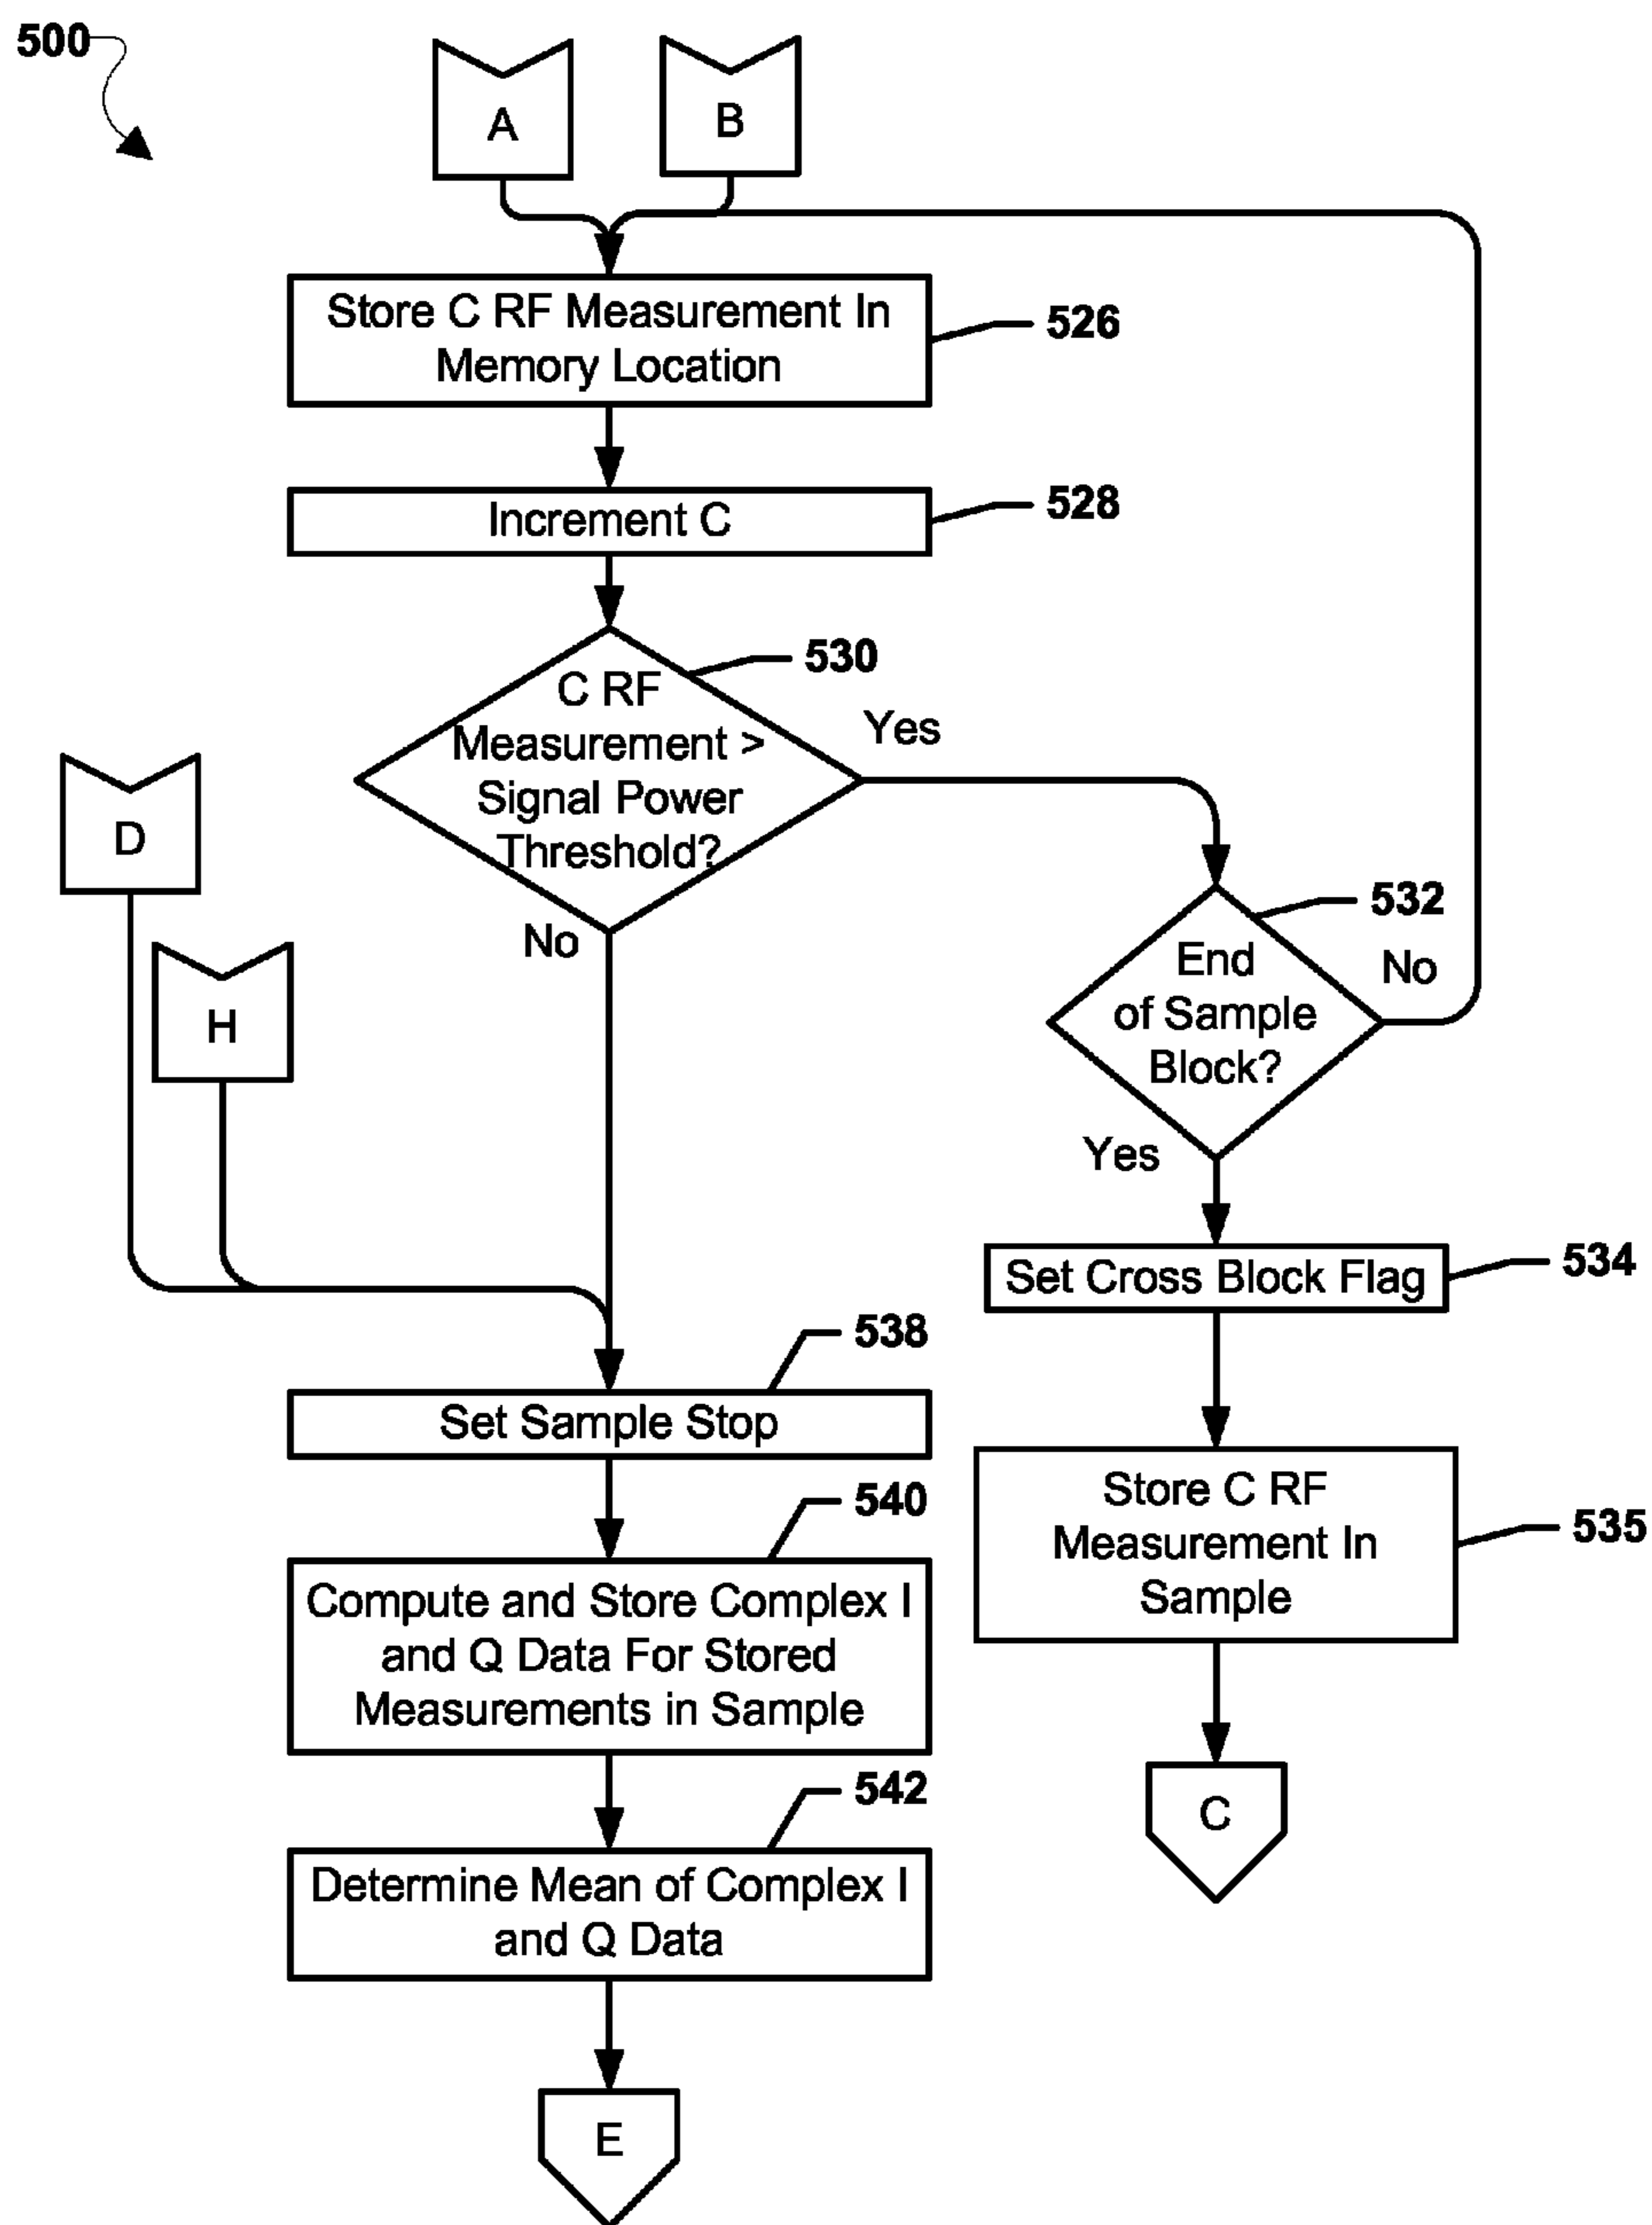 500
A
B
Store C RF Measurement In
Memory Location
526
Increment C
528
530
C RF
Measurement >
Signal Power
Threshold?
Yes
No
D
H
532
End
of Sample
Block?
No
Yes
Set Cross Block Flag
534
538
Set Sample Stop
Store C RF
Measurement In
Sample
535
540
Compute and Store Complex I
and Q Data For Stored
Measurements in Sample
C
542
Determine Mean of Complex I
and Q Data
E